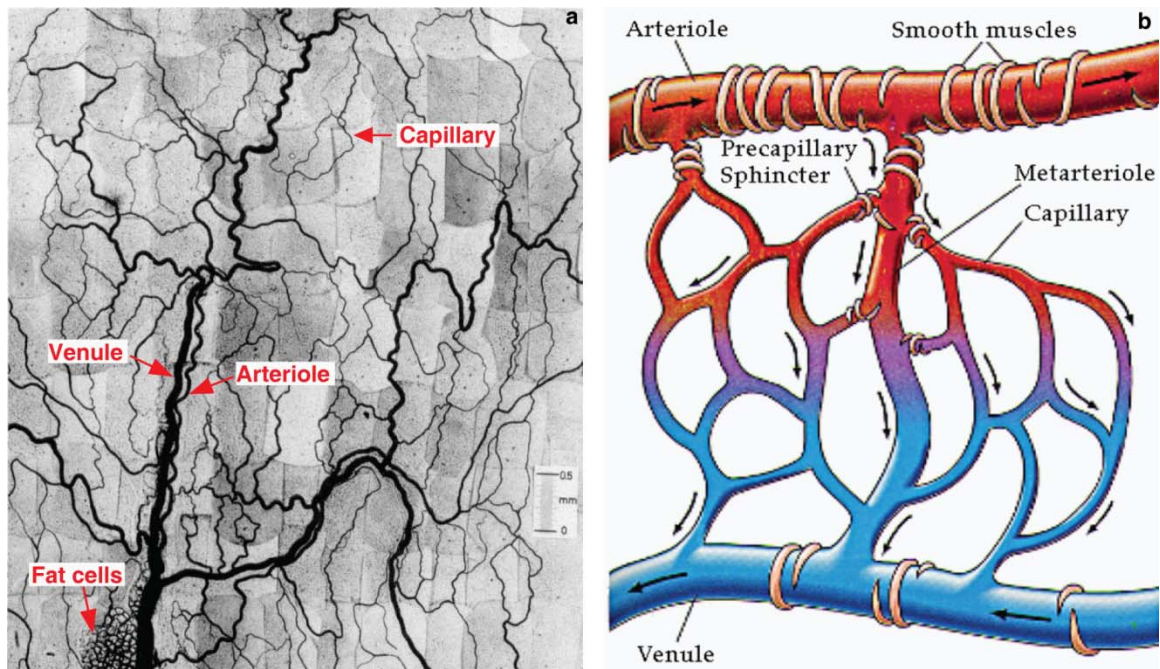 a
Capillary
Venule
Arteriole
0.5
mm
0
Fat cells
b
Arteriole
Smooth muscles
Precapillary
Sphincter
Metarteriole
Capillary
Venule